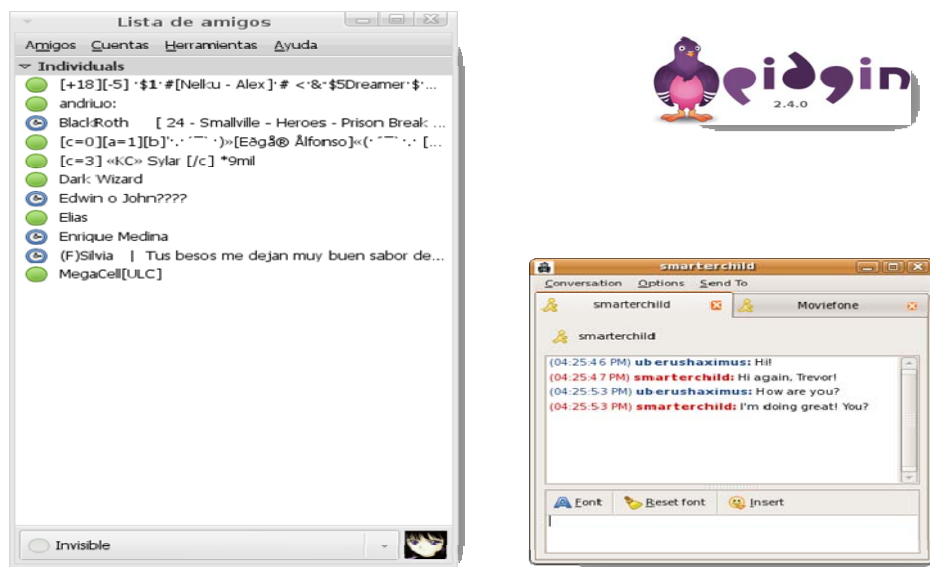 Lista de amigos
Amigos Cuentas Herramientas Ayuda
Individuals
[+18][-5] ·$1·#[Nelku - Alex]·# <·&·$5Dreamer·$·...
andriuo:
BlackRoth [ 24 - Smallville - Heroes - Prison Break ...
[c=0][a=1][b]·.·´¯`·)»[Eðgå® Ålfonso]«(·´¯`·.· [...
[c=3] «KC» Sylar [/c] *9mil
Dark Wizard
Edwin o John????
Elias
Enrique Medina
(F)Silvia | Tus besos me dejan muy buen sabor de...
MegaCell[ULC]
Invisible
pidgin
2.4.0
smarterchild
Conversation Options Send To
smarterchild Moviefone
smarterchild
(04:25:46 PM) uberushaximus: Hi!
(04:25:47 PM) smarterchild: Hi again, Trevor!
(04:25:53 PM) uberushaximus: How are you?
(04:25:53 PM) smarterchild: I'm doing great! You?
Font Reset font Insert